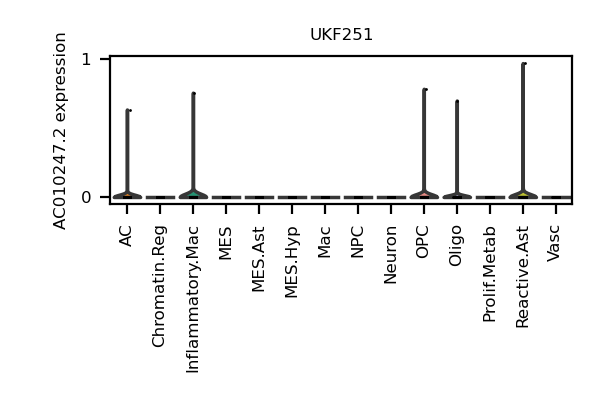 UKF251
AC010247.2 expression
1
0
AC
Chromatin.Reg
Inflammatory.Mac
MES
MES.Ast
MES.Hyp
Mac
NPC
Neuron
OPC
Oligo
Prolif.Metab
Reactive.Ast
Vasc